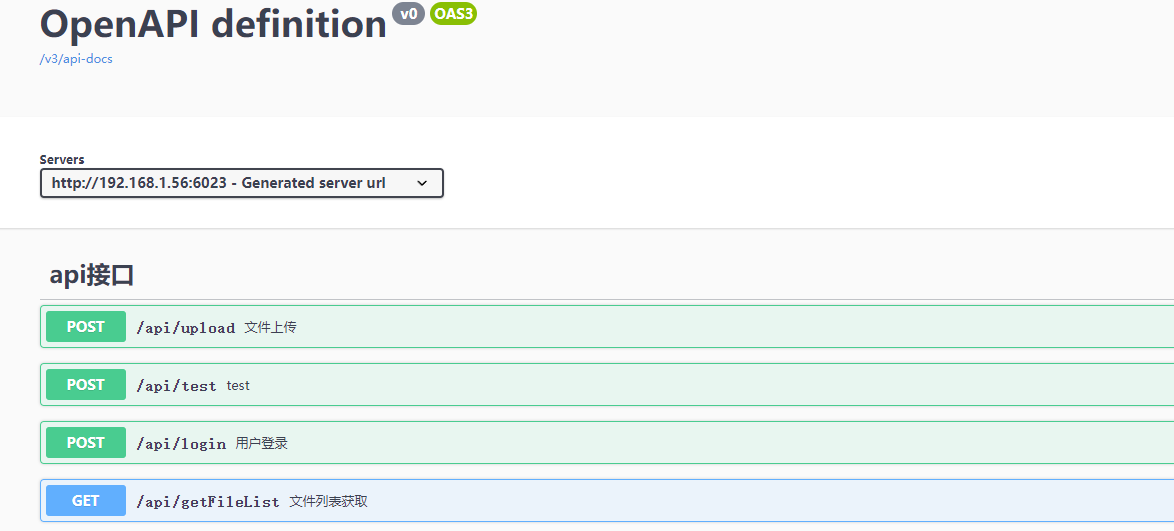 OpenAPI definition v0 OAS3
/v3/api-docs
Servers
http://192.168.1.56:6023 - Generated server url
api接口
POST /api/upload 文件上传
POST /api/test test
POST /api/login 用户登录
GET /api/getFileList 文件列表获取